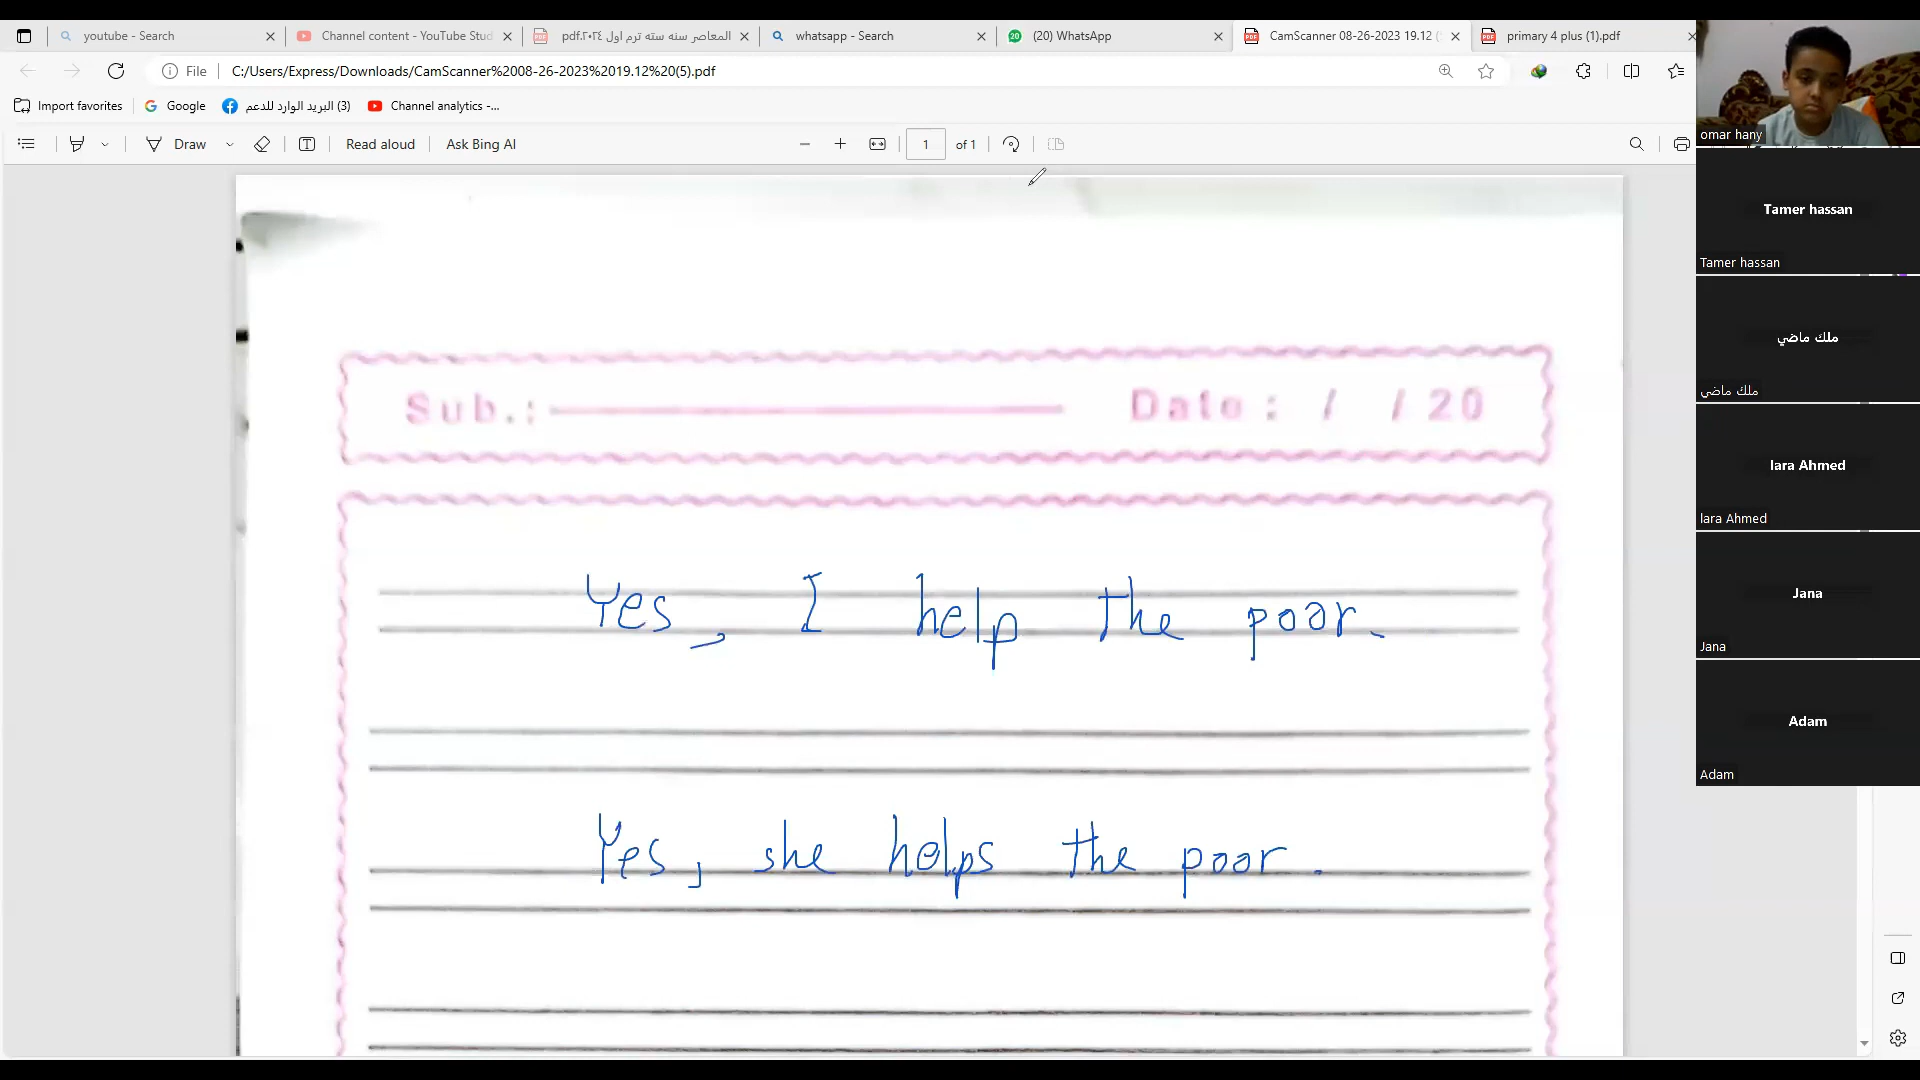 youtube - Search
Channel content - YouTube Stud
المعاصر سنه سته ترم اول ٢٠٢٤.pdf
whatsapp - Search
20
(20) WhatsApp
CamScanner 08-26-2023 19.12 (
primary 4 plus (1).pdf
File
C:/Users/Express/Downloads/CamScanner%2008-26-2023%2019.12%20(5).pdf
Import favorites
Google
البريد الوارد للدعم (3)
Channel analytics -...
Draw
Read aloud
Ask Bing AI
1
of 1
omar hany
Tamer hassan
Tamer hassan
ملك ماضي
ملك ماضي
lara Ahmed
lara Ahmed
Jana
Jana
Adam
Adam
Sub.: Date: / /20
Yes, I help the poor.
Yes, she helps the poor.